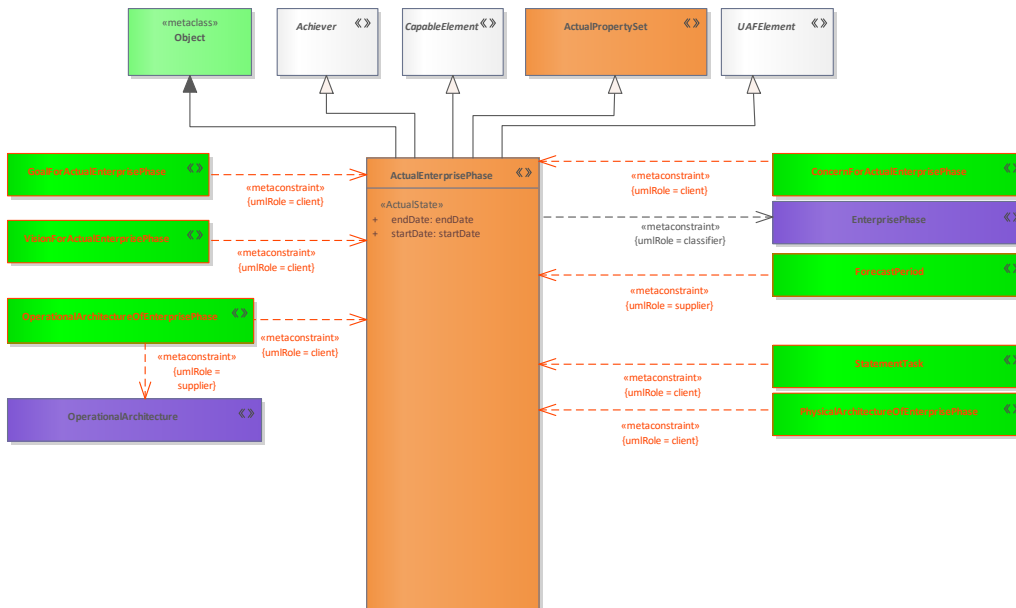 «metaclass»
Object
Achiever
CapableElement
ActualPropertySet
UAFElement
GoalForActualEnterprisePhase
«metaconstraint»
{umlRole = client}
VisionForActualEnterprisePhase
«metaconstraint»
{umlRole = client}
OperationalArchitectureOfEnterprisePhase
«metaconstraint»
{umlRole = client}
«metaconstraint»
{umlRole =
supplier}
OperationalArchitecture
ActualEnterprisePhase
«ActualState»
+ endDate: endDate
+ startDate: startDate
ConcernForActualEnterprisePhase
«metaconstraint»
{umlRole = client}
EnterprisePhase
«metaconstraint»
{umlRole = classifier}
ForecastPeriod
«metaconstraint»
{umlRole = supplier}
StatementTask
«metaconstraint»
{umlRole = client}
PhysicalArchitectureOfEnterprisePhase
«metaconstraint»
{umlRole = client}